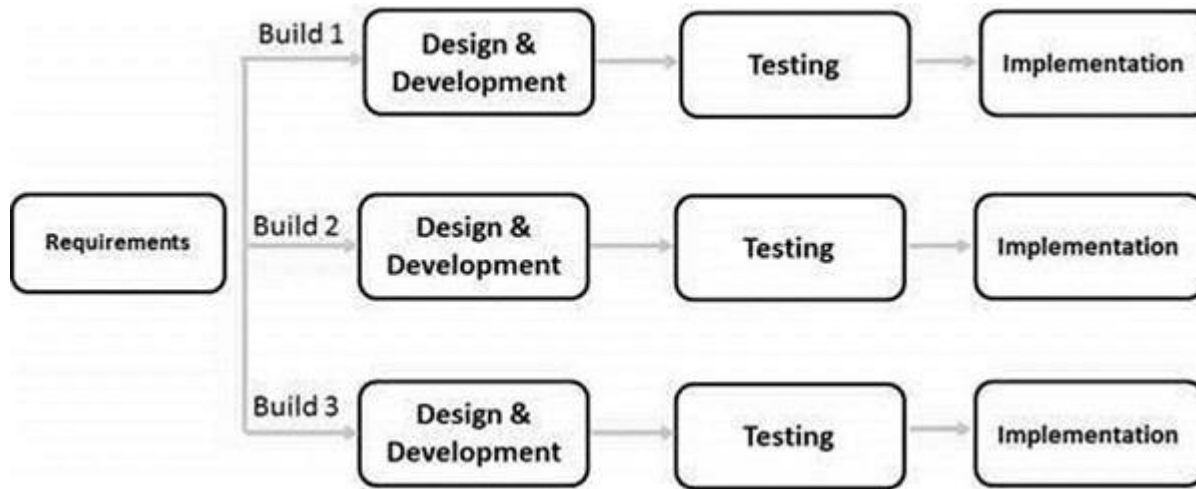 Build 1
Design &
Development
Testing
Implementation
Requirements
Build 2
Design &
Development
Testing
Implementation
Build 3
Design &
Development
Testing
Implementation